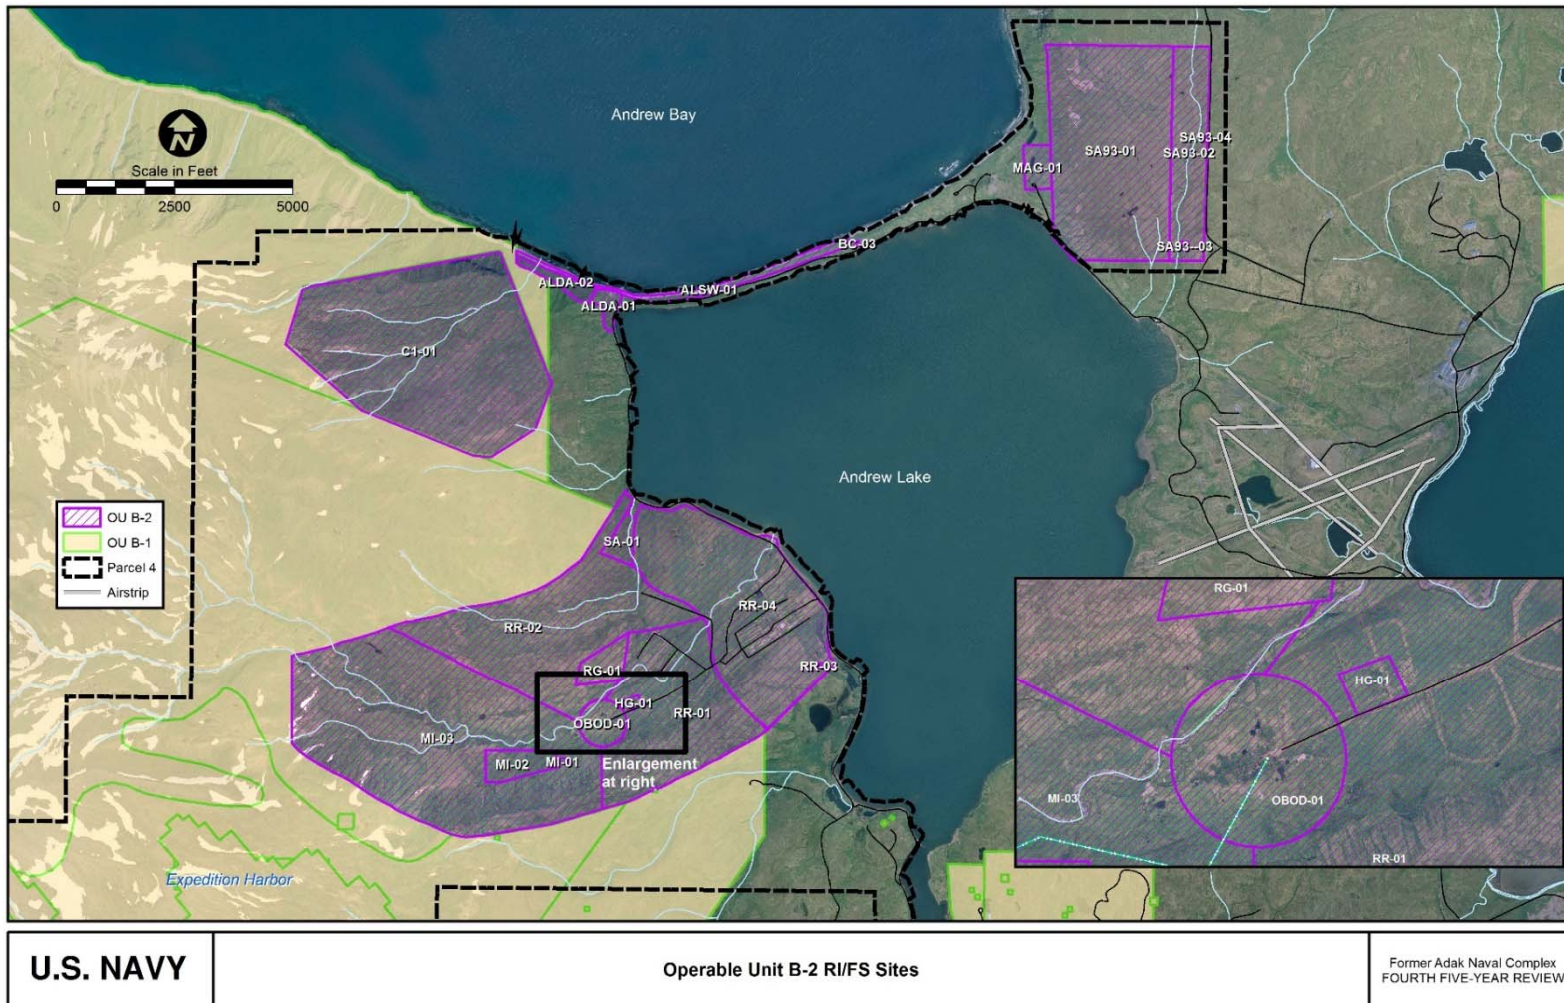 Andrew Bay
Scale in Feet
0 2500 5000
SA93-04
SA93-01
SA93-02
MAG-01
BC-03
SA93--03
ALDA-02
ALSW-01
ALDA-01
C1-01
Andrew Lake
OU B-2
OU B-1
Parcel 4
Airstrip
SA-01
RR-04
RR-02
RG-01
RR-03
HG-01
RR-01
OBOD-01
MI-03
MI-02
MI-01
Enlargement
at right
RG-01
HG-01
MI-03
OBOD-01
RR-01
Expedition Harbor
U.S. NAVY
Operable Unit B-2 RI/FS Sites
Former Adak Naval Complex
FOURTH FIVE-YEAR REVIEW
N